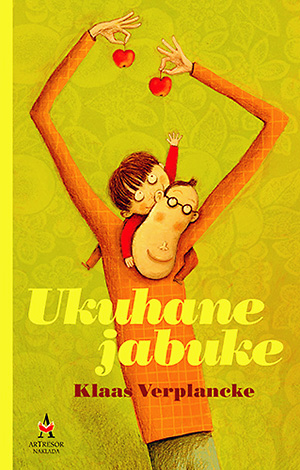 Ukuhane
jabuke
Klaas Verplancke
ARTRESOR
NAKLADA